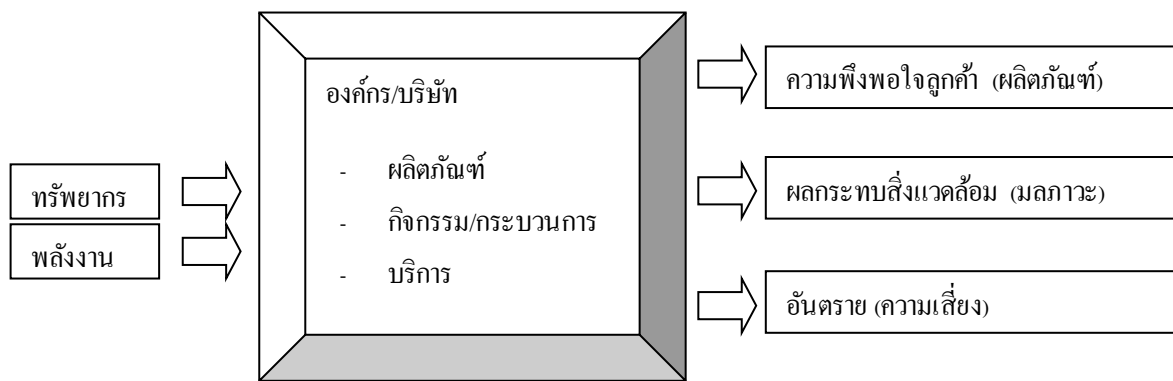 ทรัพยากร
พลังงาน
องค์กร/บริษัท
- ผลิตภัณฑ์
- กิจกรรม/กระบวนการ
- บริการ
ความพึงพอใจลูกค้า (ผลิตภัณฑ์)
ผลกระทบสิ่งแวดล้อม (มลภาวะ)
อันตราย (ความเสี่ยง)